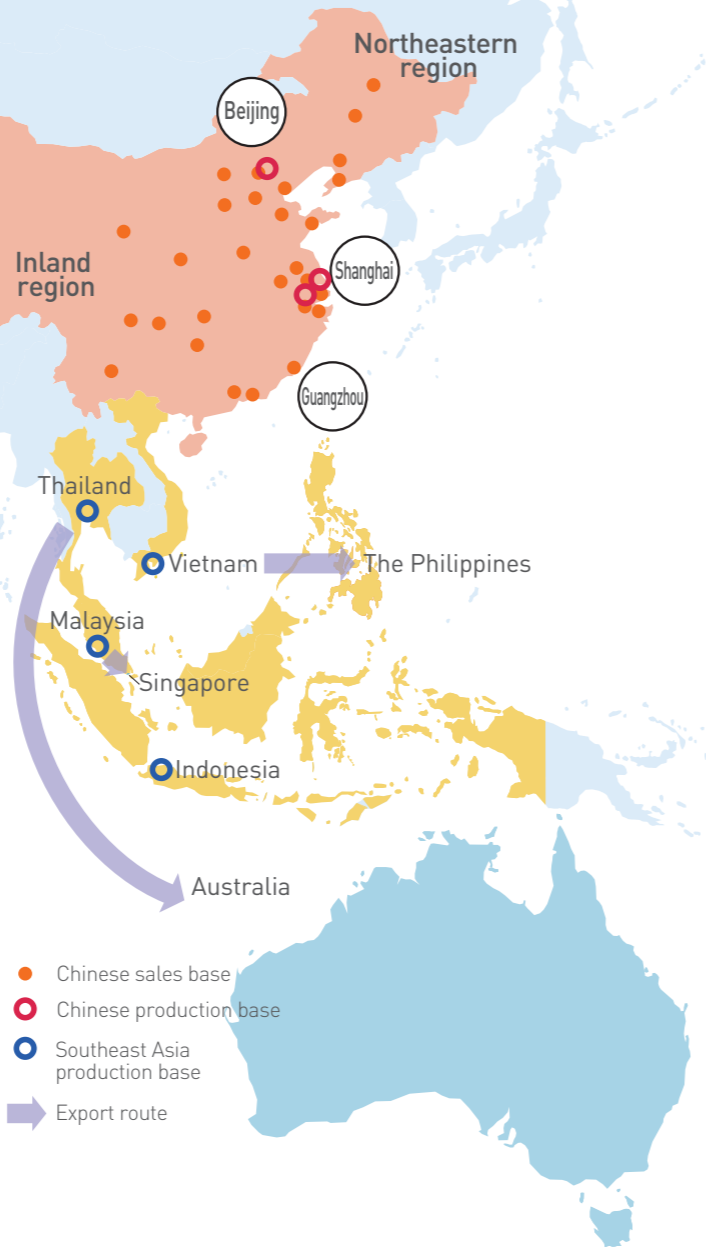 Northeastern
region
Beijing
Inland
region
Shanghai
Guangzhou
Thailand
Vietnam
The Philippines
Malaysia
Singapore
Indonesia
Australia
Chinese sales base
Chinese production base
Southeast Asia
production base
Export route